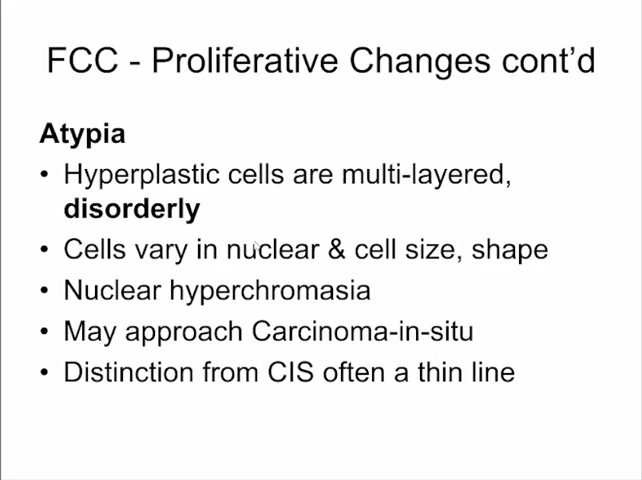 FCC - Proliferative Changes cont’d
Atypia
• Hyperplastic cells are multi-layered,
disorderly
• Cells vary in nuclear & cell size, shape
• Nuclear hyperchromasia
• May approach Carcinoma-in-situ
• Distinction from CIS often a thin line